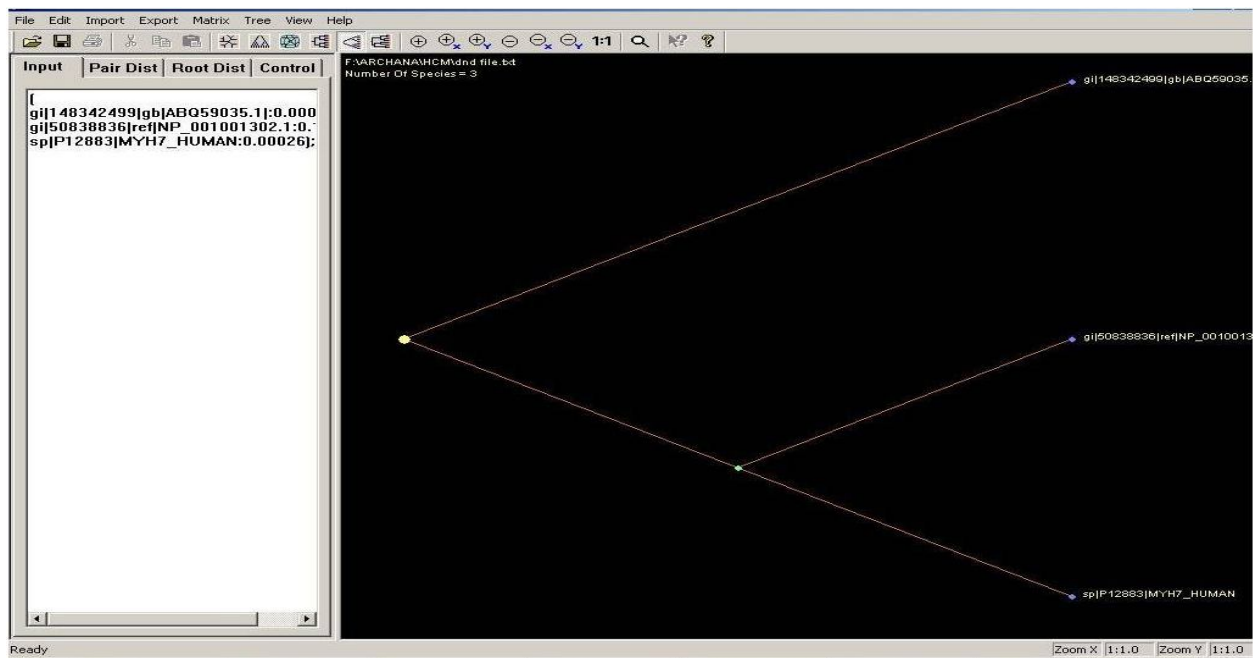 File Edit Import Export Matrix Tree View Help
1:1
Input Pair Dist Root Dist Control
(
gi|148342499|gb|ABQ59035.1|:0.000
gi|50838836|ref|NP_001001302.1:0.
sp|P12883|MYH7_HUMAN:0.00026);
F:\ARCHANA\HCM\dnd file.txt
Number Of Species = 3
gi|148342499|gb|ABQ59035.
gi|50838836|ref|NP_0010013
sp|P12883|MYH7_HUMAN
Ready
Zoom X 1:1.0 Zoom Y 1:1.0